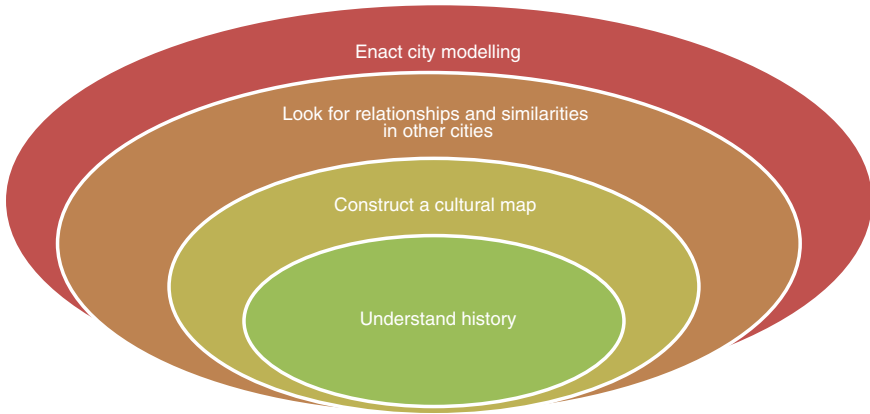 Enact city modelling
Look for relationships and similarities
in other cities
Construct a cultural map
Understand history